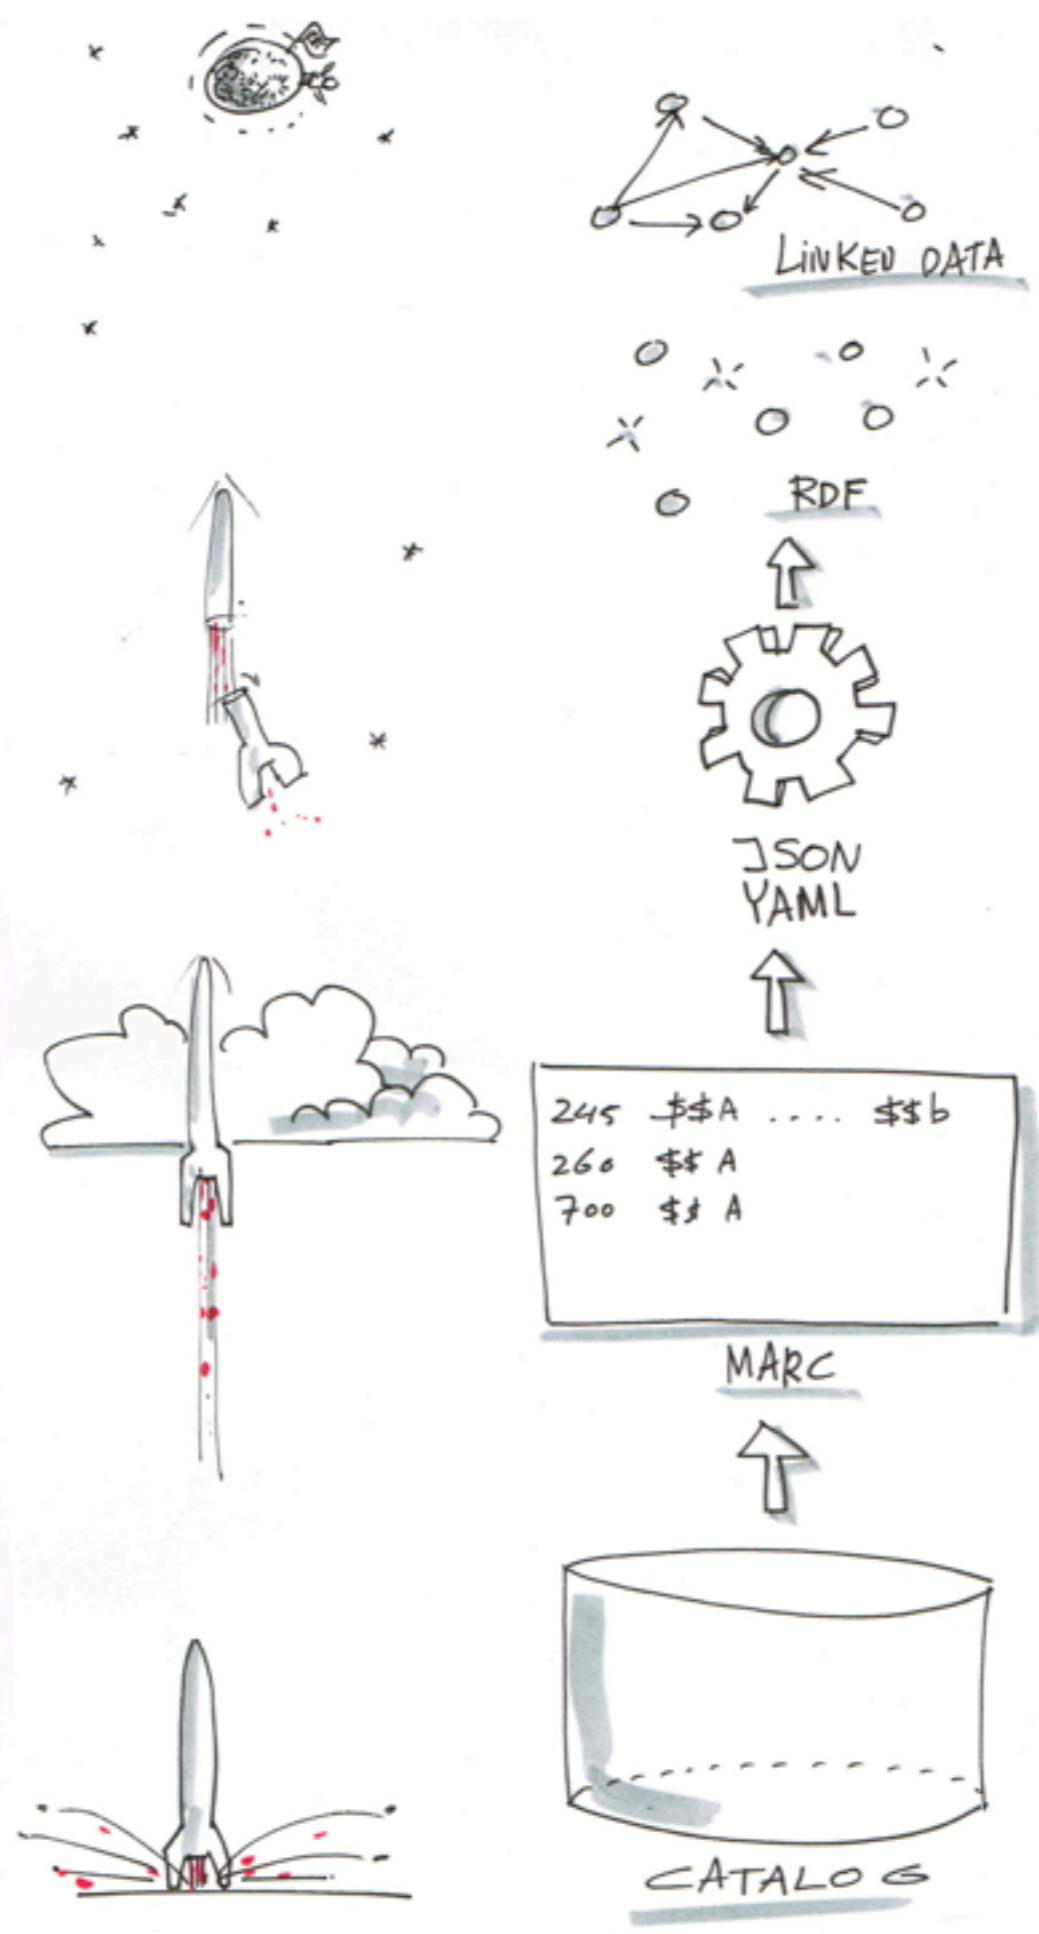 LINKED DATA
RDF
JSON
YAML
245 $$A .... $$b
260 $$ A
700 $$ A
MARC
CATALOG